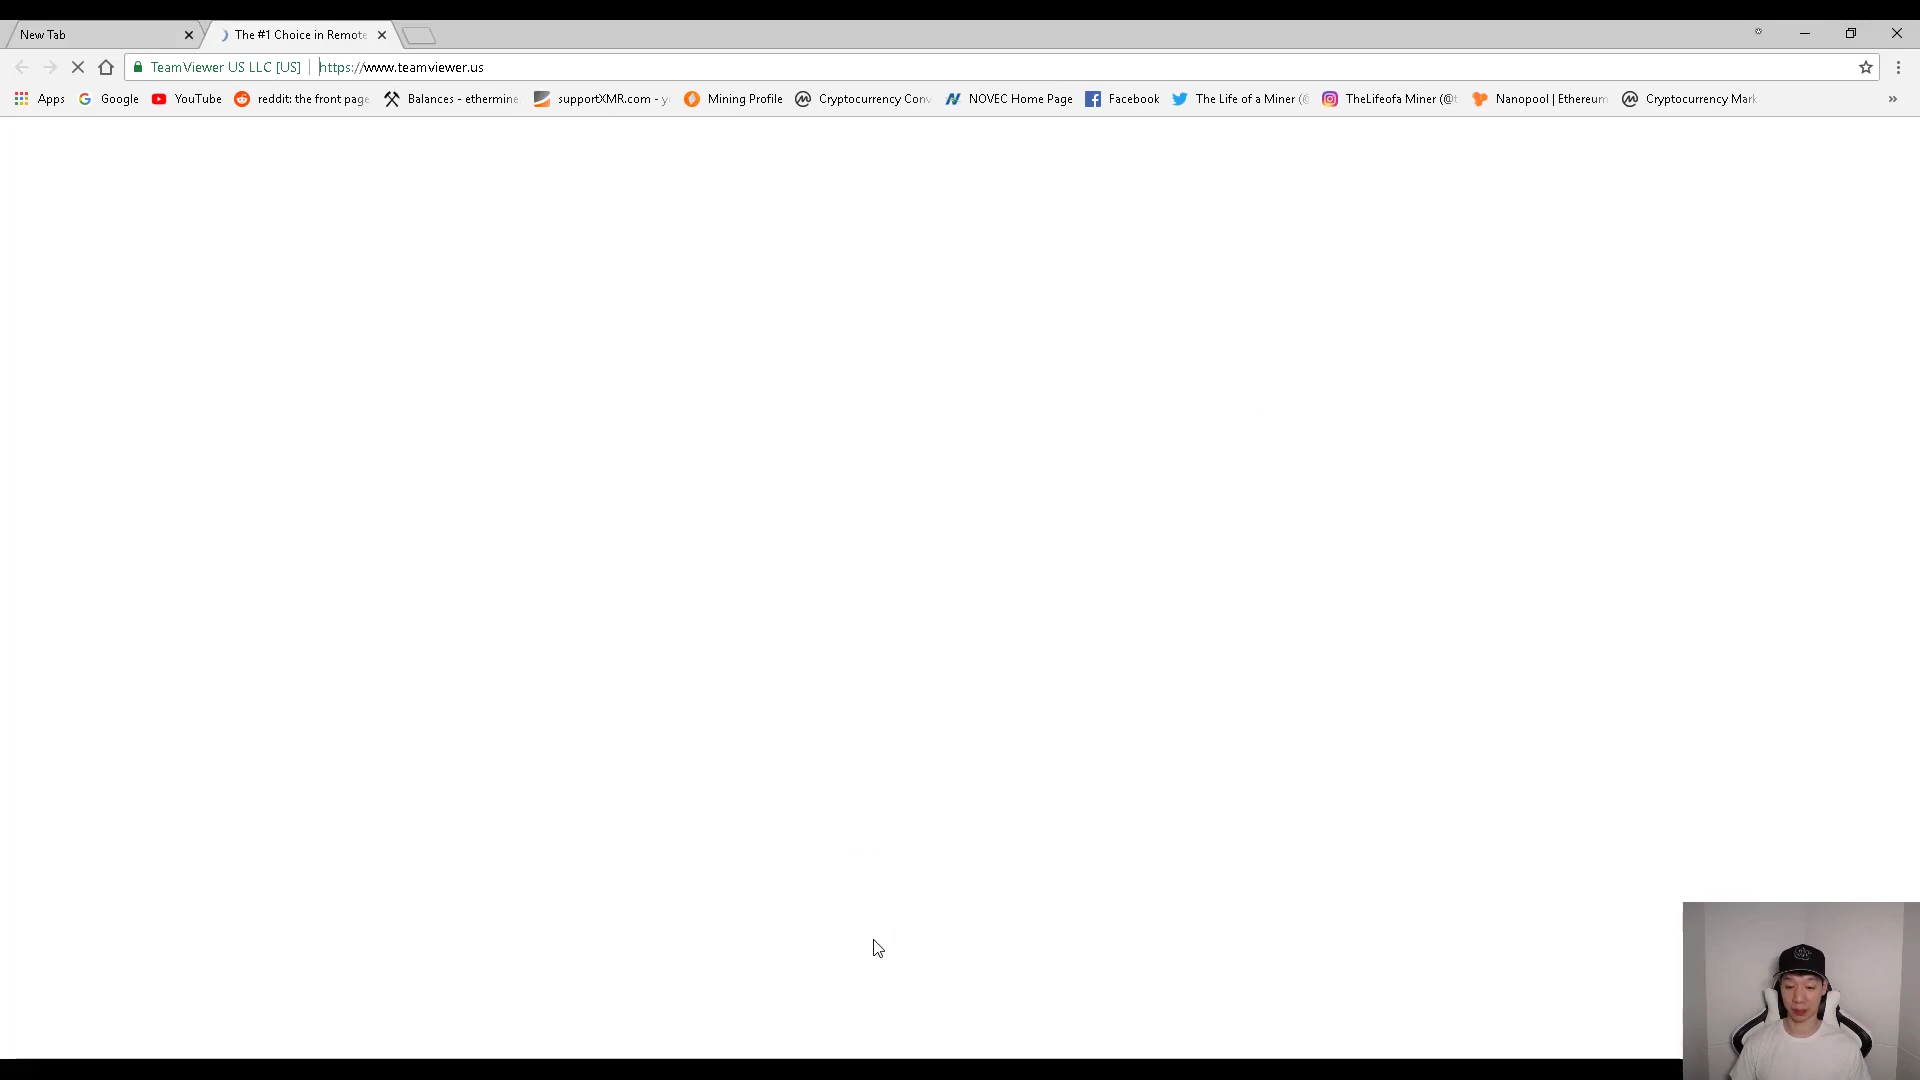 New Tab
The #1 Choice in Remote
TeamViewer US LLC [US] | https://www.teamviewer.us
Apps Google YouTube reddit: the front page Balances - ethermine supportXMR.com - y Mining Profile Cryptocurrency Conv NOVEC Home Page Facebook The Life of a Miner (@ TheLifeofa Miner (@t Nanopool | Ethereum Cryptocurrency Mark »